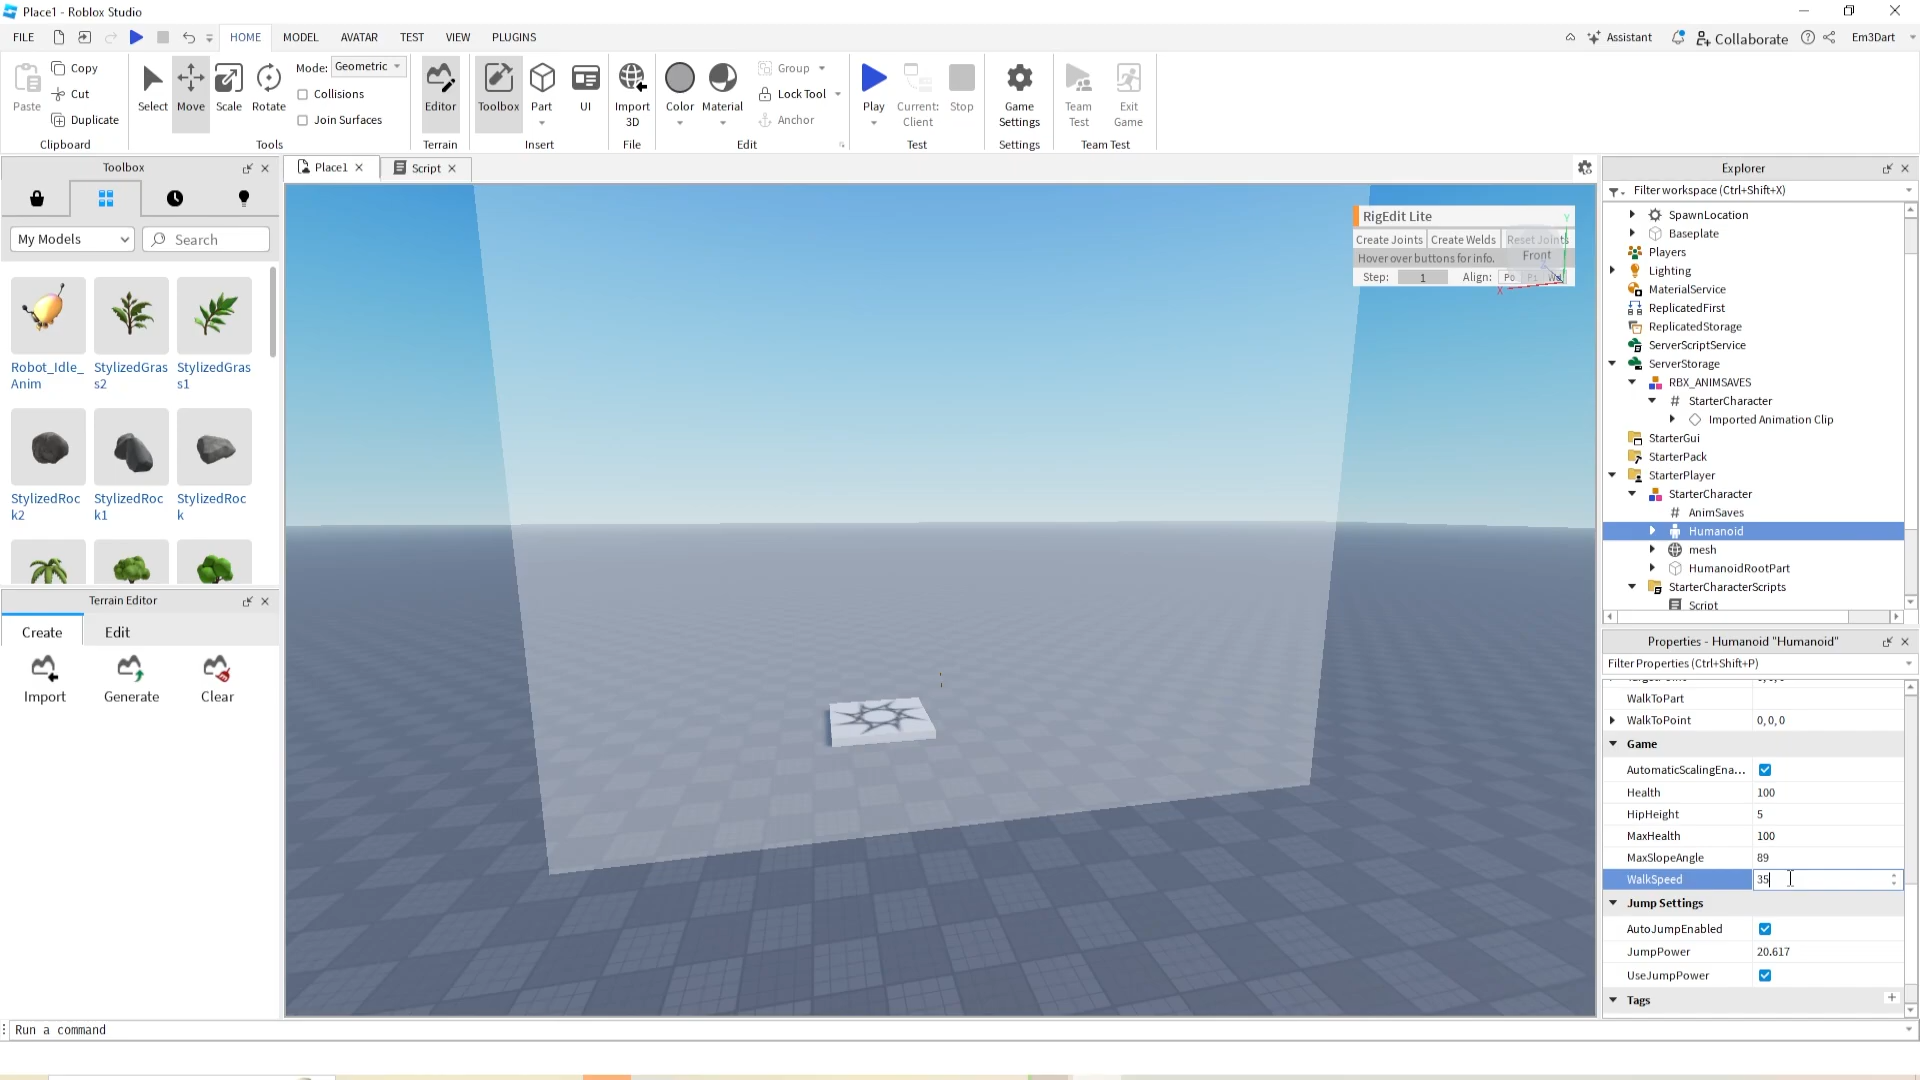 Place1 - Roblox Studio
FILE HOME MODEL AVATAR TEST VIEW PLUGINS
Assistant Collaborate Em3Dart
Paste
Copy
Cut
Duplicate
Clipboard
Select
Move
Scale
Rotate
Mode: Geometric
Collisions
Join Surfaces
Tools
Editor
Terrain
Toolbox
Part
UI
Insert
Import
3D
File
Color
Material
Group
Lock Tool
Anchor
Edit
Play
Current:
Client
Stop
Test
Game
Settings
Settings
Team
Test
Exit
Game
Team Test
Toolbox
My Models
Search
Robot_Idle_
Anim
StylizedGras
s2
StylizedGras
s1
StylizedRoc
k2
StylizedRoc
k1
StylizedRoc
k
Terrain Editor
Create Edit
Import Generate Clear
Place1
Script
RigEdit Lite
Create Joints Create Welds Reset Joints
Hover over buttons for info.
Front
Step: 1 Align: Po Pi
Y
X
Explorer
Filter workspace (Ctrl+Shift+X)
SpawnLocation
Baseplate
Players
Lighting
MaterialService
ReplicatedFirst
ReplicatedStorage
ServerScriptService
ServerStorage
RBX_ANIMSAVES
# StarterCharacter
Imported Animation Clip
StarterGui
StarterPack
StarterPlayer
StarterCharacter
# AnimSaves
Humanoid
mesh
HumanoidRootPart
StarterCharacterScripts
Script
Properties - Humanoid "Humanoid"
Filter Properties (Ctrl+Shift+P)
WalkToPart
WalkToPoint 0, 0, 0
Game
AutomaticScalingEna...
Health 100
HipHeight 5
MaxHealth 100
MaxSlopeAngle 89
WalkSpeed 35
Jump Settings
AutoJumpEnabled
JumpPower 20.617
UseJumpPower
Tags
Run a command